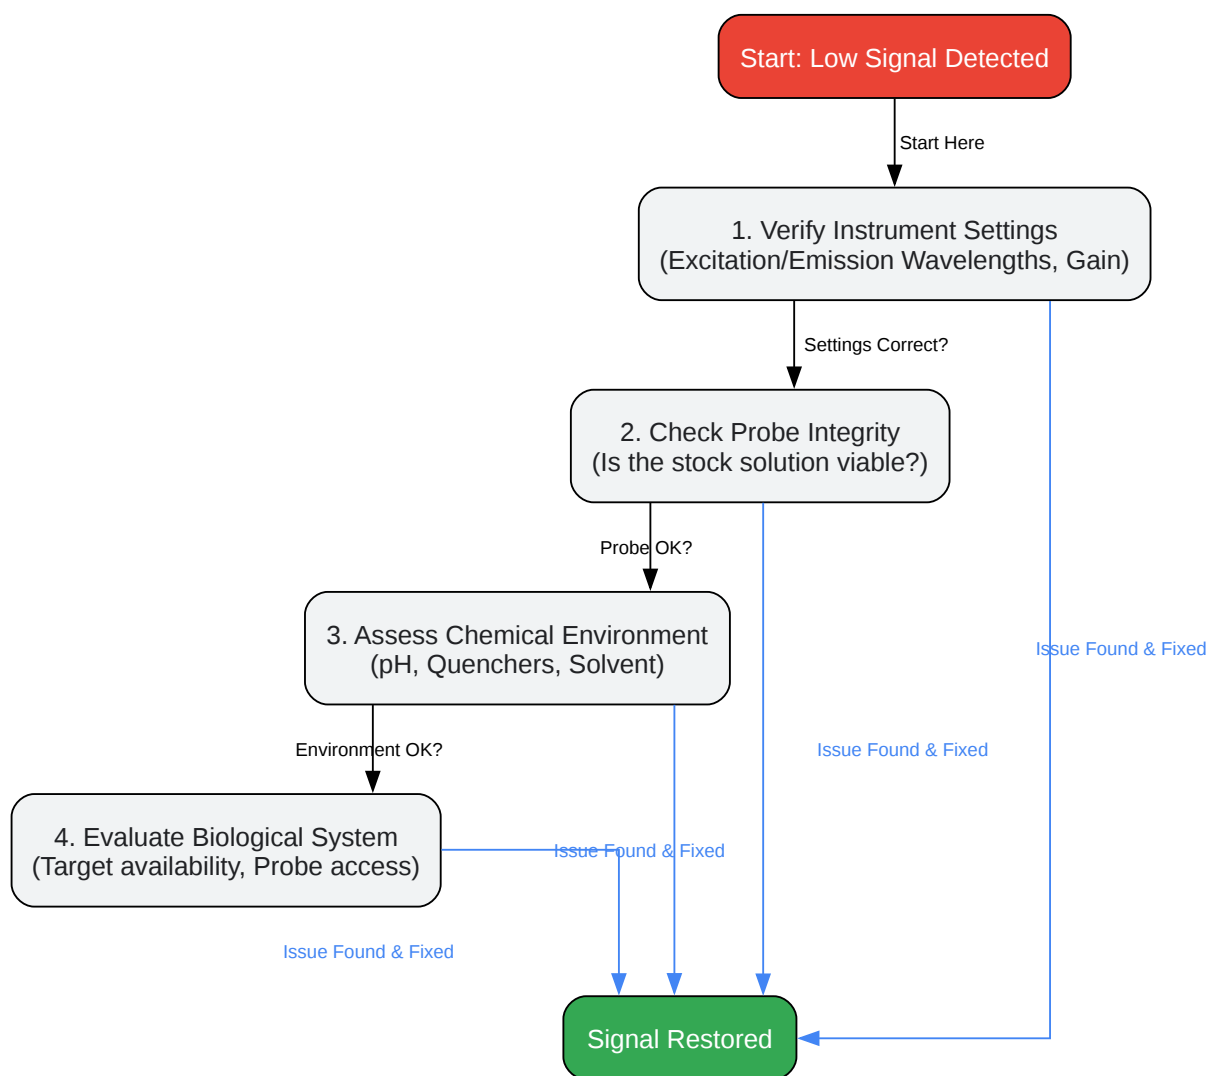 Start: Low Signal Detected
Start Here
1. Verify Instrument Settings
(Excitation/Emission Wavelengths, Gain)
Settings Correct?
2. Check Probe Integrity
(Is the stock solution viable?)
Probe OK?
3. Assess Chemical Environment
(pH, Quenchers, Solvent)
Issue Found & Fixed
Environment OK?
Issue Found & Fixed
4. Evaluate Biological System
(Target availability, Probe access)
Issue Found & Fixed
Issue Found & Fixed
Signal Restored